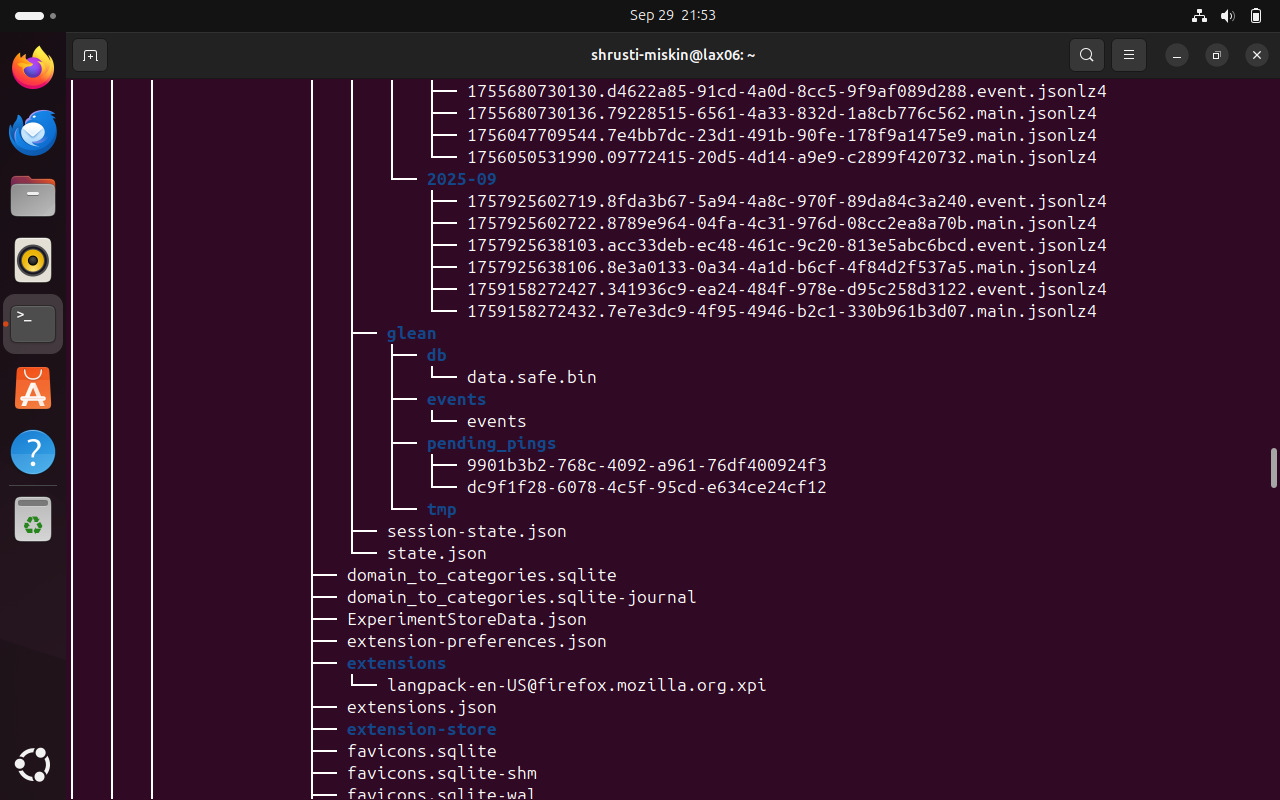 Sep 29 21:53
shrusti-miskin@lax06: ~
1755680730130.d4622a85-91cd-4a0d-8cc5-9f9af089d288.event.jsonlz4
1755680730136.79228515-6561-4a33-832d-1a8cb776c562.main.jsonlz4
1756047709544.7e4bb7dc-23d1-491b-90fe-178f9a1475e9.main.jsonlz4
1756050531990.09772415-20d5-4d14-a9e9-c2899f420732.main.jsonlz4
2025-09
1757925602719.8fda3b67-5a94-4a8c-970f-89da84c3a240.event.jsonlz4
1757925602722.8789e964-04fa-4c31-976d-08cc2ea8a70b.main.jsonlz4
1757925638103.acc33deb-ec48-461c-9c20-813e5abc6bcd.event.jsonlz4
1757925638106.8e3a0133-0a34-4a1d-b6cf-4f84d2f537a5.main.jsonlz4
1759158272427.341936c9-ea24-484f-978e-d95c258d3122.event.jsonlz4
1759158272432.7e7e3dc9-4f95-4946-b2c1-330b961b3d07.main.jsonlz4
glean
db
data.safe.bin
events
events
pending_pings
9901b3b2-768c-4092-a961-76df400924f3
dc9f1f28-6078-4c5f-95cd-e634ce24cf12
tmp
session-state.json
state.json
domain_to_categories.sqlite
domain_to_categories.sqlite-journal
ExperimentStoreData.json
extension-preferences.json
extensions
langpack-en-US@firefox.mozilla.org.xpi
extensions.json
extension-store
favicons.sqlite
favicons.sqlite-shm
favicons.sqlite-wal